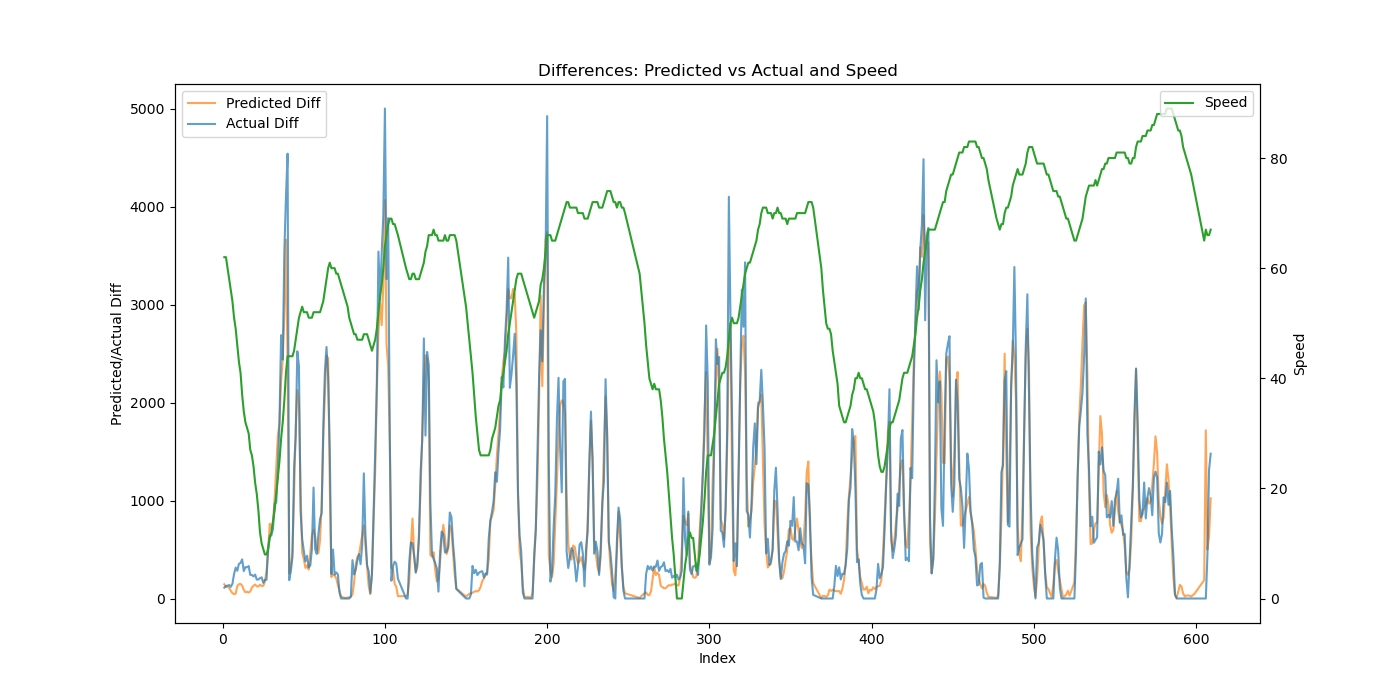 Differences: Predicted vs Actual and Speed
Predicted Diff
Actual Diff
Speed
5000
4000
3000
2000
1000
0
Predicted/Actual Diff
80
60
40
20
0
Speed
0 100 200 300 400 500 600
Index